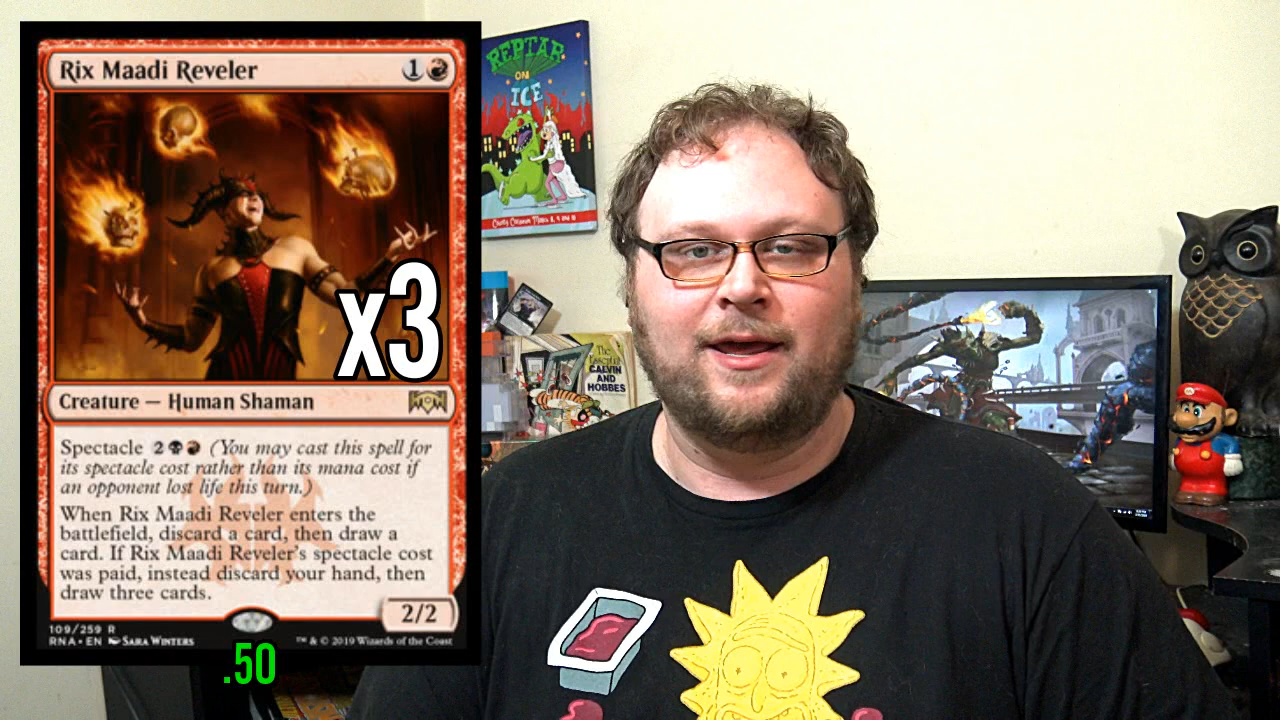 Rix Maadi Reveler 1
x3
Creature — Human Shaman
Spectacle 2 (You may cast this spell for
its spectacle cost rather than its mana cost if
an opponent lost life this turn.)
When Rix Maadi Reveler enters the
battlefield, discard a card, then draw a
card. If Rix Maadi Reveler's spectacle cost
was paid, instead discard your hand, then
draw three cards.
2/2
109/259 R
RNA • EN SARA WINTERS
™ & © 2019 Wizards of the Coast
.50
REPTAR
ON
ICE
The
Essential
CALVIN
AND
HOBBES